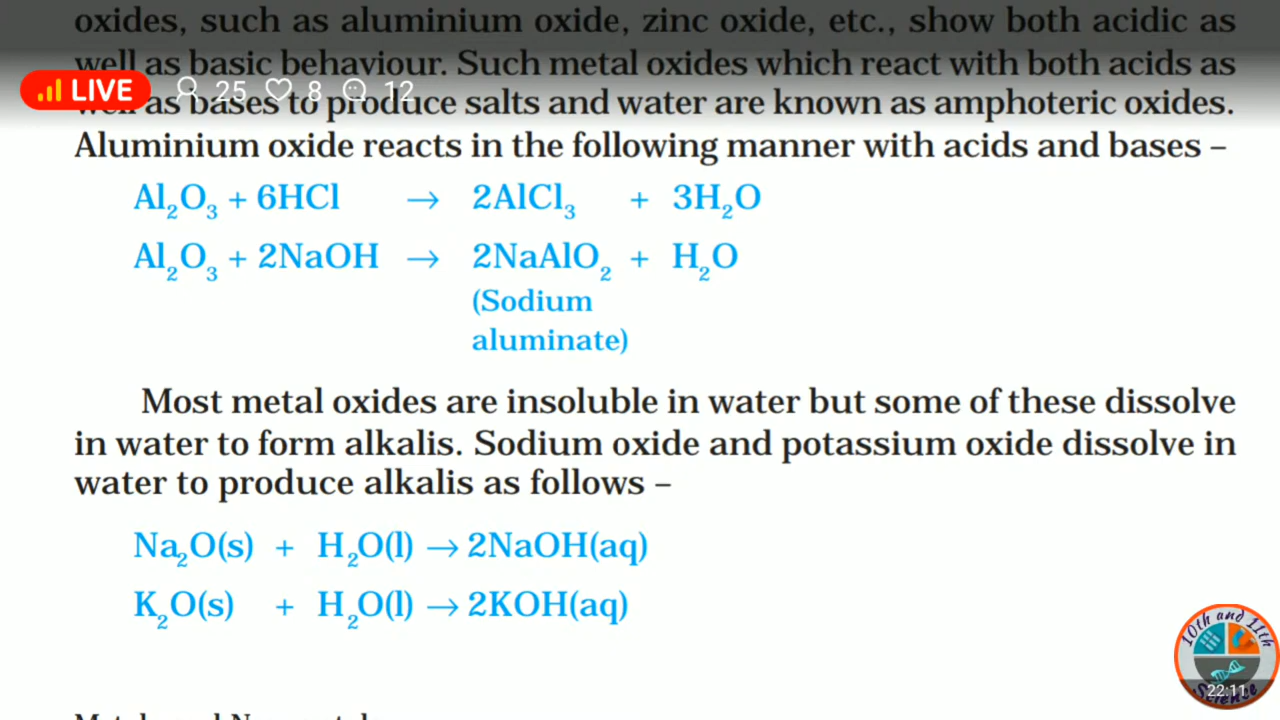 oxides, such as aluminium oxide, zinc oxide, etc., show both acidic as
well as basic behaviour. Such metal oxides which react with both acids as
LIVE 25 8 12
well as bases to produce salts and water are known as amphoteric oxides.
Aluminium oxide reacts in the following manner with acids and bases –
Al₂O₃ + 6HCl → 2AlCl₃ + 3H₂O
Al₂O₃ + 2NaOH → 2NaAlO₂ + H₂O
(Sodium
aluminate)
Most metal oxides are insoluble in water but some of these dissolve
in water to form alkalis. Sodium oxide and potassium oxide dissolve in
water to produce alkalis as follows –
Na₂O(s) + H₂O(l) → 2NaOH(aq)
K₂O(s) + H₂O(l) → 2KOH(aq)
10th and 11th
22:11
Science